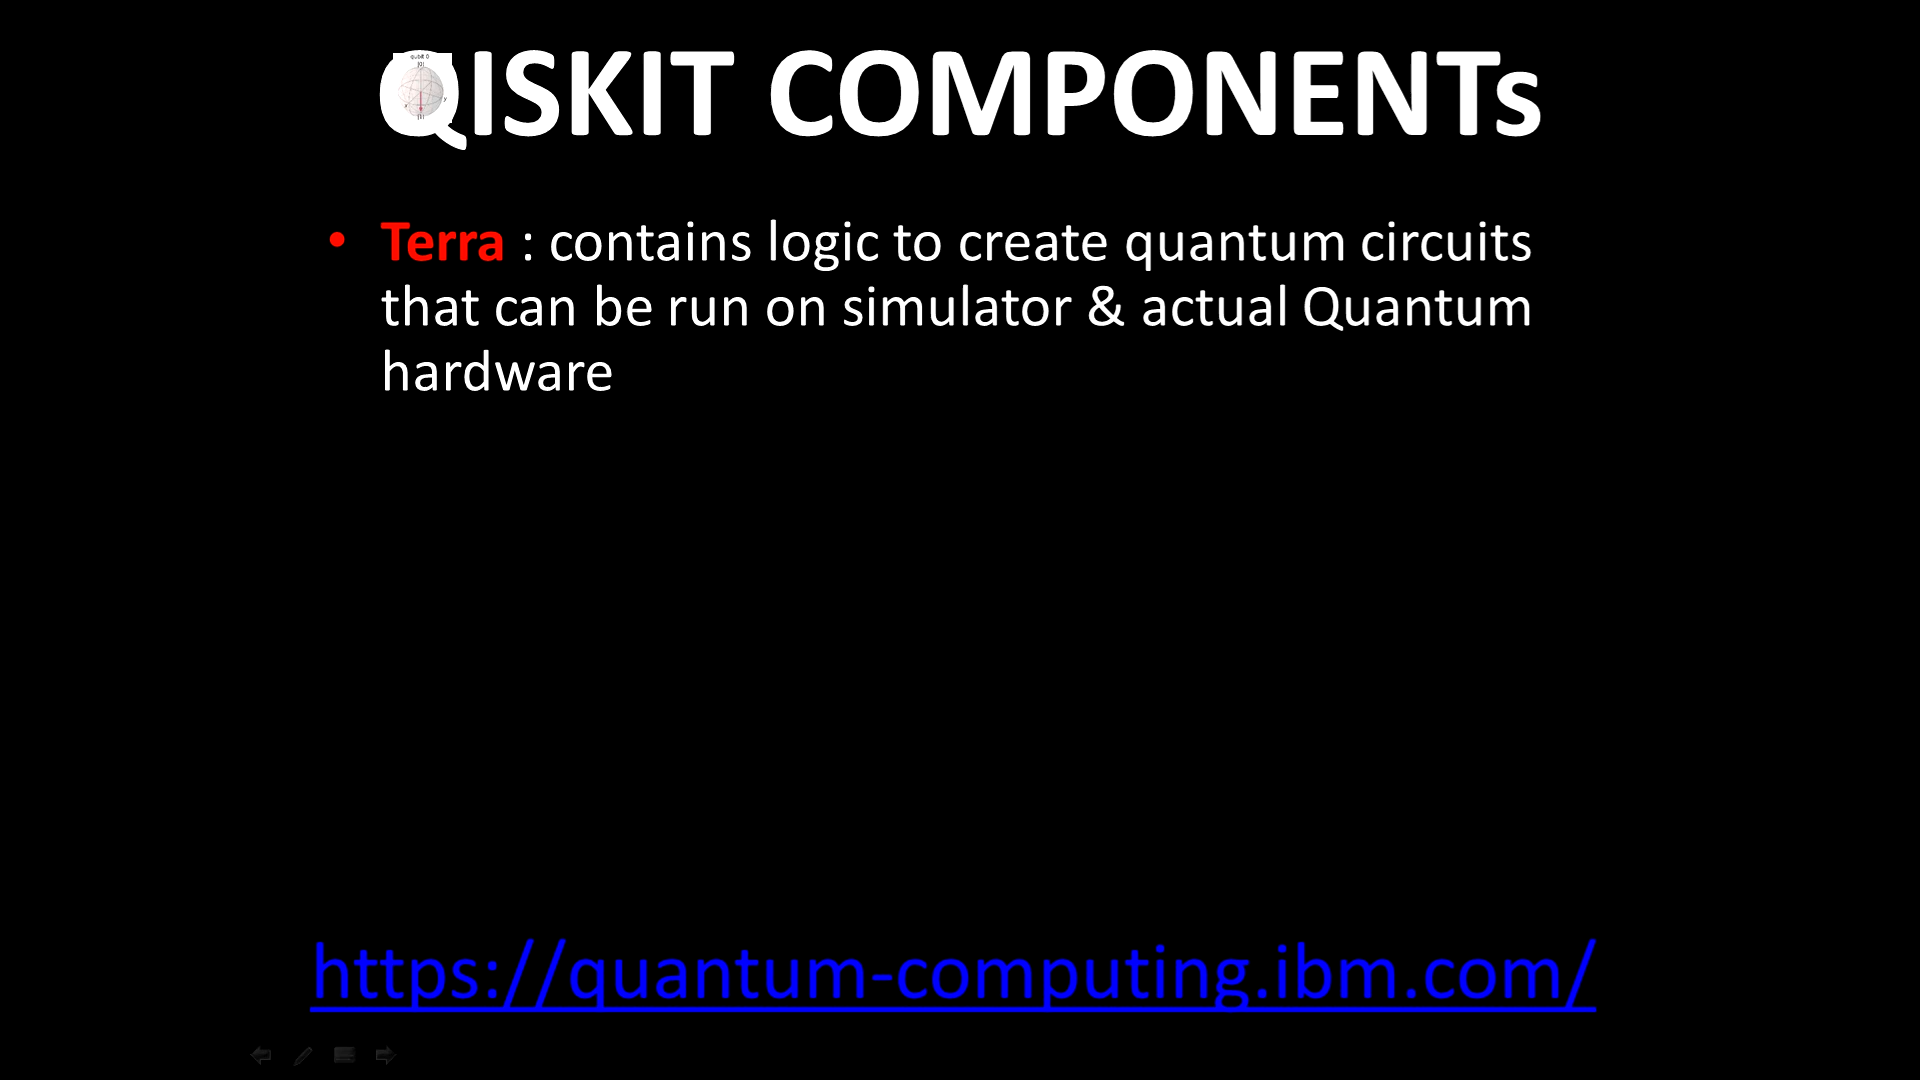 QISKIT COMPONENTs
• Terra : contains logic to create quantum circuits
that can be run on simulator & actual Quantum
hardware
https://quantum-computing.ibm.com/